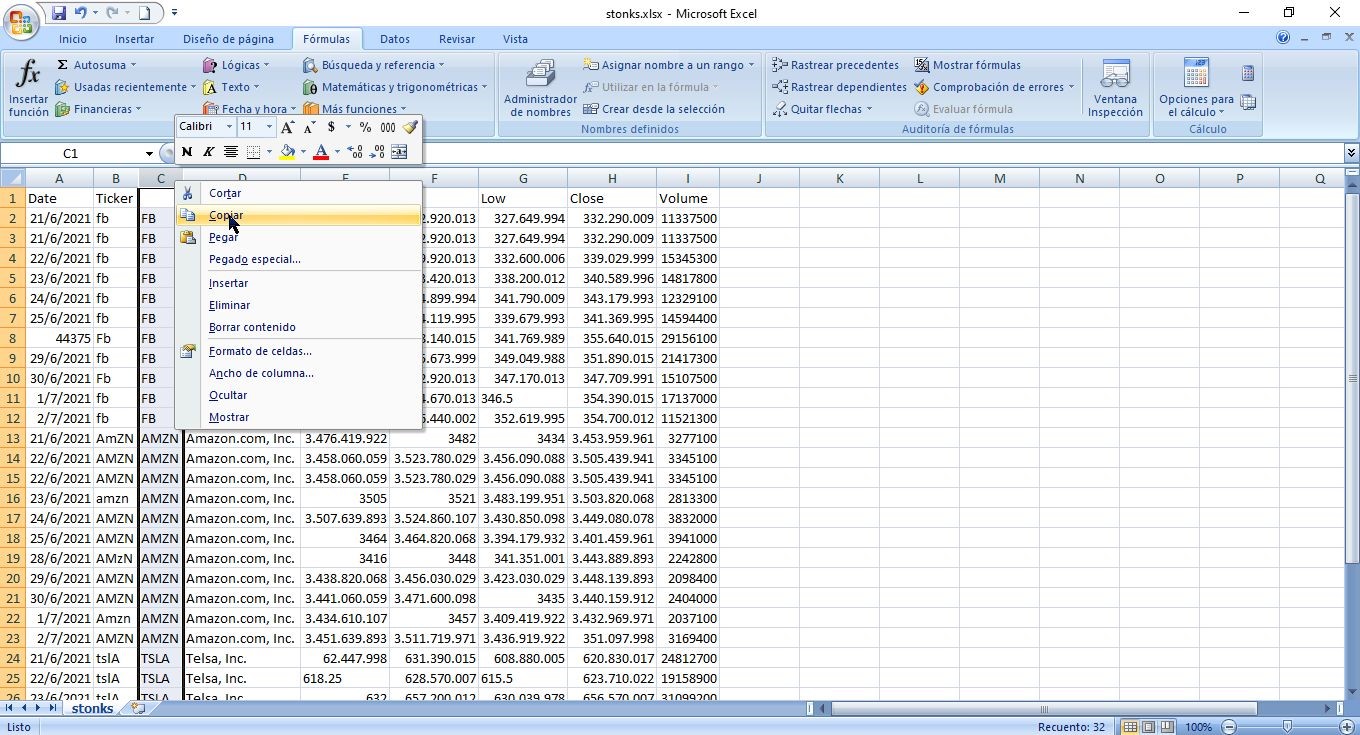 stonks.xlsx - Microsoft Excel
Inicio Insertar Diseño de página Fórmulas Datos Revisar Vista
fx Σ Autosuma Lógicas Búsqueda y referencia Asignar nombre a un rango Rastrear precedentes Mostrar fórmulas
Usadas recientemente Texto Matemáticas y trigonométricas Utilizar en la fórmula Rastrear dependientes Comprobación de errores
Insertar función Financieras Fecha y hora Más funciones Administrador de nombres Crear desde la selección Quitar flechas Evaluar fórmula Ventana Inspección Opciones para el cálculo
Nombres definidos Auditoría de fórmulas Cálculo
Calibri 11 A A $ % 000
N K A
C1
A B C D E F G H I J K L M N O P Q
1 Date Ticker Low Close Volume
2 21/6/2021 fb FB 2.920.013 327.649.994 332.290.009 11337500
3 21/6/2021 fb FB 2.920.013 327.649.994 332.290.009 11337500
4 22/6/2021 fb FB 9.920.013 332.600.006 339.029.999 15345300
5 23/6/2021 fb FB 3.420.013 338.200.012 340.589.996 14817800
6 24/6/2021 fb FB 4.899.994 341.790.009 343.179.993 12329100
7 25/6/2021 fb FB 4.119.995 339.679.993 341.369.995 14594400
8 44375 Fb FB 3.140.015 341.769.989 355.640.015 29156100
9 29/6/2021 fb FB 5.673.999 349.049.988 351.890.015 21417300
10 30/6/2021 Fb FB 2.920.013 347.170.013 347.709.991 15107500
11 1/7/2021 fb FB 4.670.013 346.5 354.390.015 17137000
12 2/7/2021 fb FB 5.440.002 352.619.995 354.700.012 11521300
13 21/6/2021 AmZN AMZN Amazon.com, Inc. 3.476.419.922 3482 3434 3.453.959.961 3277100
14 22/6/2021 AMZN AMZN Amazon.com, Inc. 3.458.060.059 3.523.780.029 3.456.090.088 3.505.439.941 3345100
15 22/6/2021 AMZN AMZN Amazon.com, Inc. 3.458.060.059 3.523.780.029 3.456.090.088 3.505.439.941 3345100
16 23/6/2021 amzn AMZN Amazon.com, Inc. 3505 3521 3.483.199.951 3.503.820.068 2813300
17 24/6/2021 AMZN AMZN Amazon.com, Inc. 3.507.639.893 3.524.860.107 3.430.850.098 3.449.080.078 3832000
18 25/6/2021 AMZN AMZN Amazon.com, Inc. 3464 3.464.820.068 3.394.179.932 3.401.459.961 3941000
19 28/6/2021 AMzN AMZN Amazon.com, Inc. 3416 3448 341.351.001 3.443.889.893 2242800
20 29/6/2021 AMZN AMZN Amazon.com, Inc. 3.438.820.068 3.456.030.029 3.423.030.029 3.448.139.893 2098400
21 30/6/2021 AMZN AMZN Amazon.com, Inc. 3.441.060.059 3.471.600.098 3435 3.440.159.912 2404000
22 1/7/2021 Amzn AMZN Amazon.com, Inc. 3.434.610.107 3457 3.409.419.922 3.432.969.971 2037100
23 2/7/2021 AMZN AMZN Amazon.com, Inc. 3.451.639.893 3.511.719.971 3.436.919.922 351.097.998 3169400
24 21/6/2021 tslA TSLA Telsa, Inc. 62.447.998 631.390.015 608.880.005 620.830.017 24812700
25 22/6/2021 tslA TSLA Telsa, Inc. 618.25 628.570.007 615.5 623.710.022 19158900
26 23/6/2021 tslA TSLA Telsa, Inc. 632 657.200.012 630.039.978 656.570.007 31099200
Cortar
Copiar
Pegar
Pegado especial...
Insertar
Eliminar
Borrar contenido
Formato de celdas...
Ancho de columna...
Ocultar
Mostrar
stonks
Listo Recuento: 32 100%